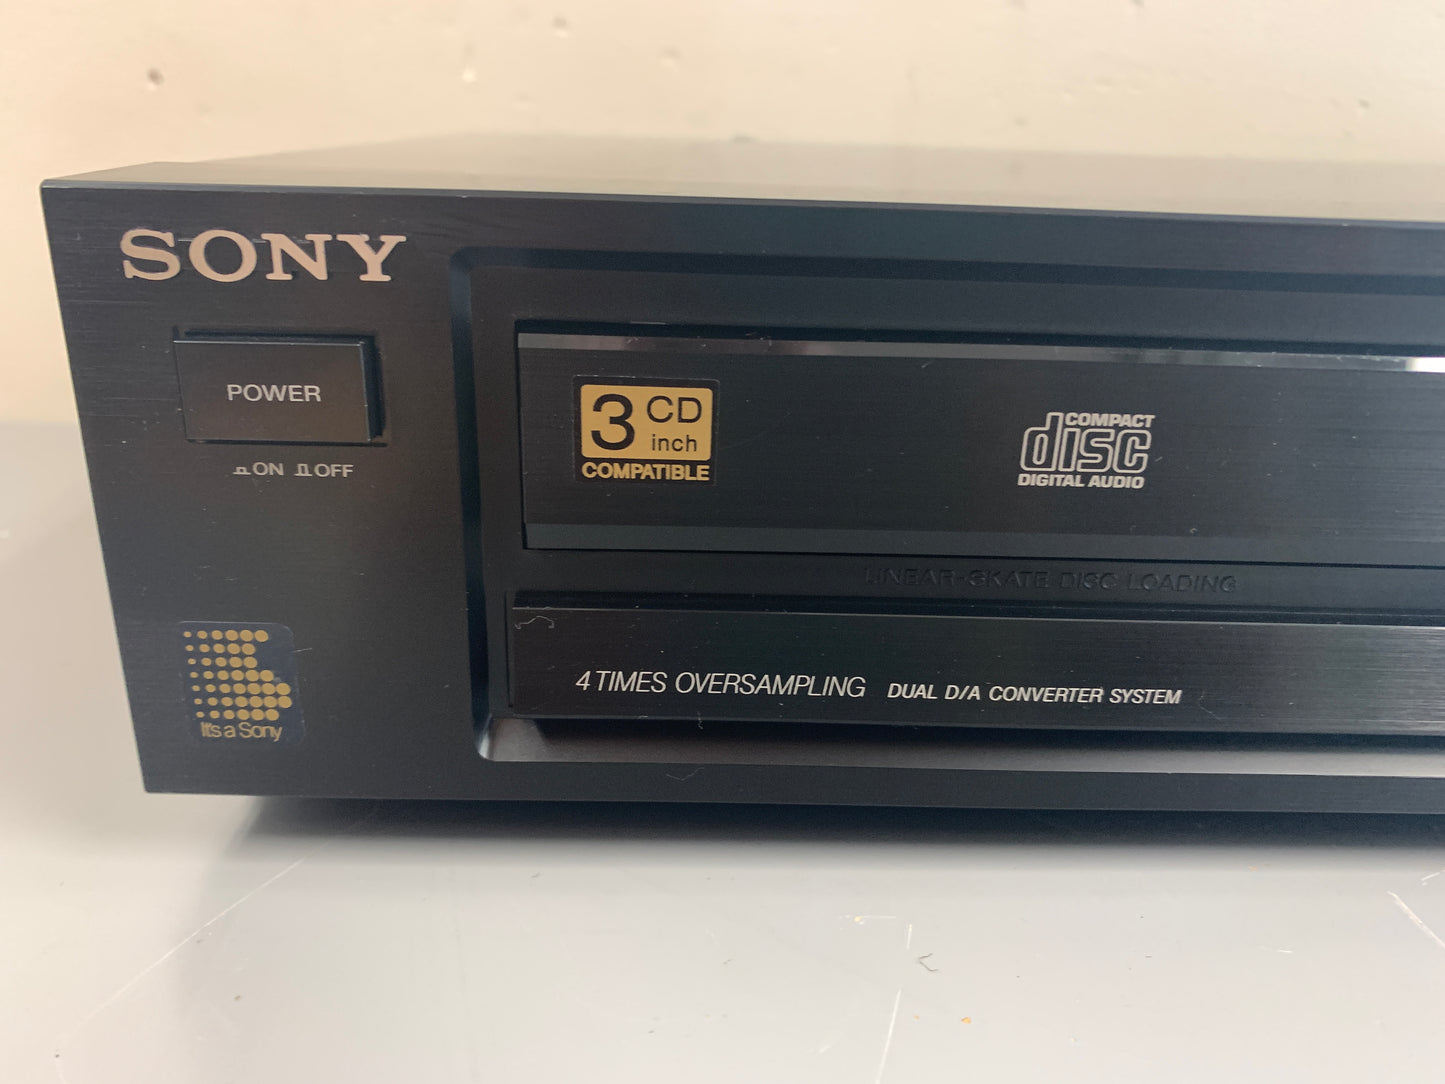 SONY
POWER
ON OFF
3 CD inch
COMPATIBLE
COMPACT
disc
DIGITAL AUDIO
LINEAR-SKATE DISC LOADING
4 TIMES OVERSAMPLING DUAL D/A CONVERTER SYSTEM
It's a Sony